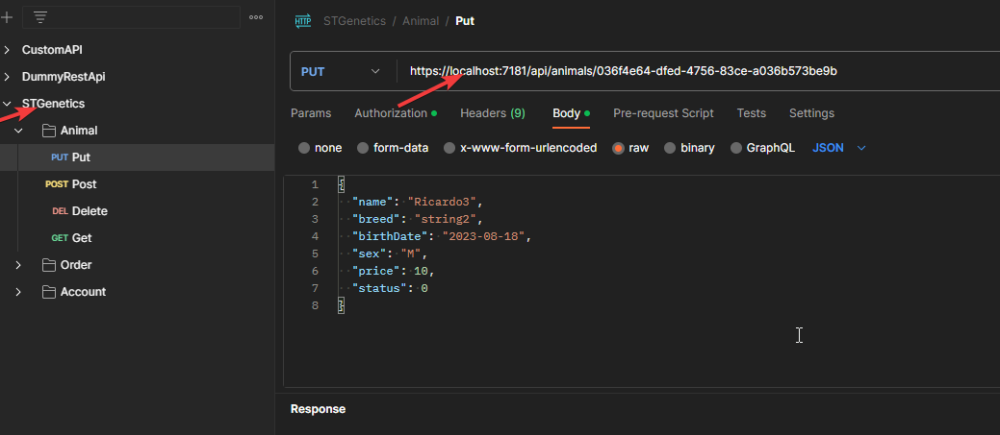 CustomAPI
DummyRestApi
STGenetics
Animal
PUT Put
POST Post
DEL Delete
GET Get
Order
Account
HTTP STGenetics / Animal / Put
PUT https://localhost:7181/api/animals/036f4e64-dfed-4756-83ce-a036b573be9b
Params Authorization Headers (9) Body Pre-request Script Tests Settings
none form-data x-www-form-urlencoded raw binary GraphQL JSON
1 {
2 "name": "Ricardo3",
3 "breed": "string2",
4 "birthDate": "2023-08-18",
5 "sex": "M",
6 "price": 10,
7 "status": 0
8 }
Response